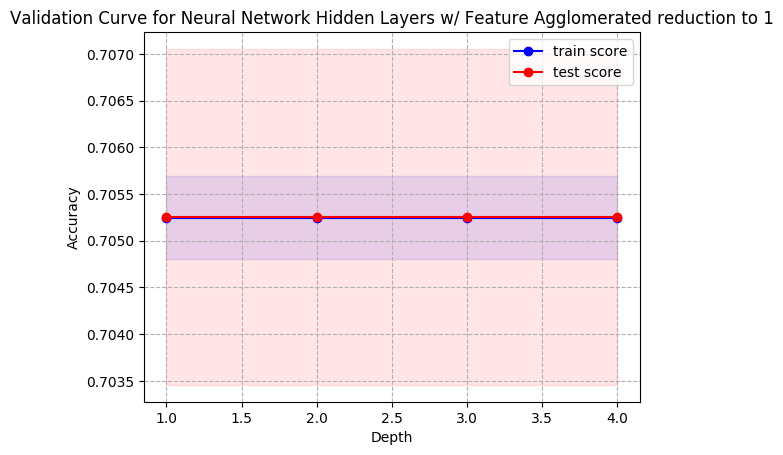 Validation Curve for Neural Network Hidden Layers w/ Feature Agglomerated reduction to 1
0.7070
0.7065
0.7060
0.7055
0.7050
0.7045
0.7040
0.7035
Accuracy
train score
test score
1.0 1.5 2.0 2.5 3.0 3.5 4.0
Depth